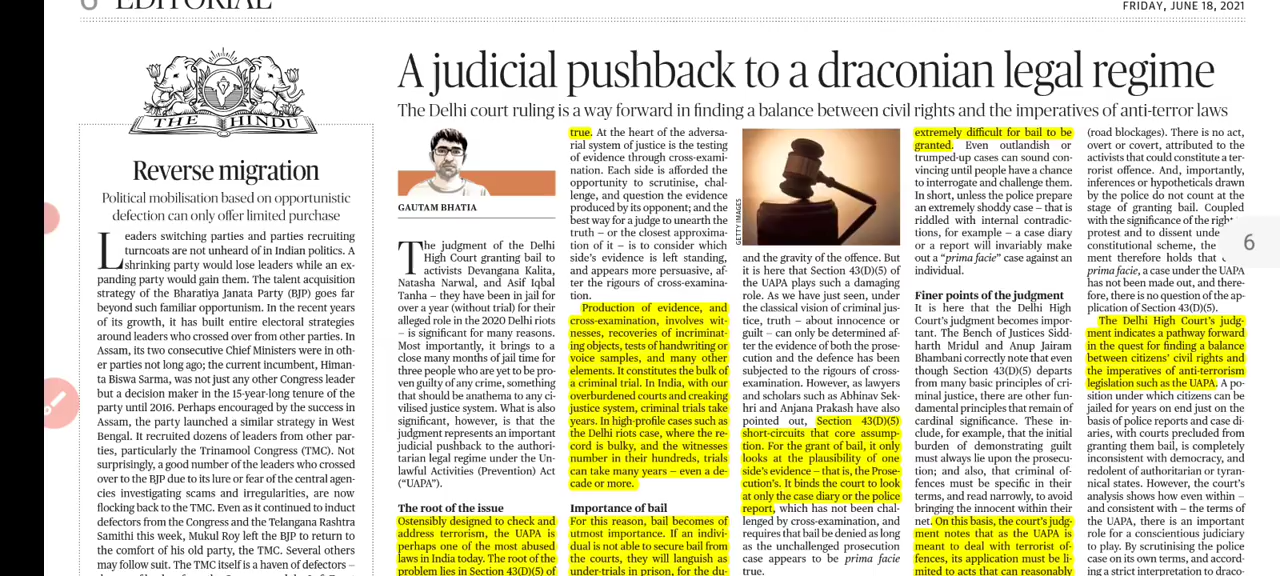 6 EDITORIAL
FRIDAY, JUNE 18, 2021
THE HINDU
Reverse migration
Political mobilisation based on opportunistic
defection can only offer limited purchase
Leaders switching parties and parties recruiting
turncoats are not unheard of in Indian politics. A
shrinking party would lose leaders while an ex-
panding party would gain them. The talent acquisition
strategy of the Bharatiya Janata Party (BJP) goes far
beyond such familiar opportunism. In the recent years
of its growth, it has built entire electoral strategies
around leaders who crossed over from other parties. In
Assam, its two consecutive Chief Ministers were in oth-
er parties not long ago; the current incumbent, Himan-
ta Biswa Sarma, was not just any other Congress leader
but a decision maker in the 15-year-long tenure of the
party until 2016. Perhaps encouraged by the success in
Assam, the party launched a similar strategy in West
Bengal. It recruited dozens of leaders from other par-
ties, particularly the Trinamool Congress (TMC). Not
surprisingly, a good number of the leaders who crossed
over to the BJP due to its lure or fear of the central agen-
cies investigating scams and irregularities, are now
flocking back to the TMC. Even as it continued to induct
defectors from the Congress and the Telangana Rashtra
Samithi this week, Mukul Roy left the BJP to return to
the comfort of his old party, the TMC. Several others
may follow suit. The TMC itself is a haven of defectors –
A judicial pushback to a draconian legal regime
The Delhi court ruling is a way forward in finding a balance between civil rights and the imperatives of anti-terror laws
GAUTAM BHATIA
The judgment of the Delhi
High Court granting bail to
activists Devangana Kalita,
Natasha Narwal, and Asif Iqbal
Tanha – they have been in jail for
over a year (without trial) for their
alleged role in the 2020 Delhi riots
– is significant for many reasons.
Most importantly, it brings to a
close many months of jail time for
three people who are yet to be pro-
ven guilty of any crime, something
that should be anathema to any ci-
vilised justice system. What is also
significant, however, is that the
judgment represents an important
judicial pushback to the authori-
tarian legal regime under the Un-
lawful Activities (Prevention) Act
(“UAPA”).
The root of the issue
Ostensibly designed to check and
address terrorism, the UAPA is
perhaps one of the most abused
laws in India today. The root of the
problem lies in Section 43(D)(5) of
true. At the heart of the adversa-
rial system of justice is the testing
of evidence through cross-exami-
nation. Each side is afforded the
opportunity to scrutinise, chal-
lenge, and question the evidence
produced by its opponent; and the
best way for a judge to unearth the
truth – or the closest approxima-
tion of it – is to consider which
side’s evidence is left standing,
and appears more persuasive, af-
ter the rigours of cross-examina-
tion.
Production of evidence, and
cross-examination, involves wit-
nesses, recoveries of incriminat-
ing objects, tests of handwriting or
voice samples, and many other
elements. It constitutes the bulk of
a criminal trial. In India, with our
overburdened courts and creaking
justice system, criminal trials take
years. In high-profile cases such as
the Delhi riots case, where the re-
cord is bulky, and the witnesses
number in their hundreds, trials
can take many years – even a de-
cade or more.
Importance of bail
For this reason, bail becomes of
utmost importance. If an indivi-
dual is not able to secure bail from
the courts, they will languish as
under-trials in prison, for the du-
GETTY IMAGES
and the gravity of the offence. But
it is here that Section 43(D)(5) of
the UAPA plays such a damaging
role. As we have just seen, under
the classical vision of criminal jus-
tice, truth – about innocence or
guilt – can only be determined af-
ter the evidence of both the prose-
cution and the defence has been
subjected to the rigours of cross-
examination. However, as lawyers
and scholars such as Abhinav Sek-
hri and Anjana Prakash have also
pointed out, Section 43(D)(5)
short-circuits that core assump-
tion. For the grant of bail, it only
looks at the plausibility of one
side’s evidence – that is, the Prose-
cution’s. It binds the court to look
at only the case diary or the police
report, which has not been chal-
lenged by cross-examination, and
requires that bail be denied as long
as the unchallenged prosecution
case appears to be prima facie
true.
extremely difficult for bail to be
granted. Even outlandish or
trumped-up cases can sound con-
vincing until people have a chance
to interrogate and challenge them.
In short, unless the police prepare
an extremely shoddy case – that is
riddled with internal contradic-
tions, for example – a case diary
or a report will invariably make
out a “prima facie” case against an
individual.
Finer points of the judgment
It is here that the Delhi High
Court’s judgment becomes impor-
tant. The Bench of Justices Sidd-
harth Mridul and Anup Jairam
Bhambani correctly note that even
though Section 43(D)(5) departs
from many basic principles of cri-
minal justice, there are other fun-
damental principles that remain of
cardinal significance. These in-
clude, for example, that the initial
burden of demonstrating guilt
must always lie upon the prosecu-
tion; and also, that criminal of-
fences must be specific in their
terms, and read narrowly, to avoid
bringing the innocent within their
net. On this basis, the court’s judg-
ment notes that as the UAPA is
meant to deal with terrorist of-
fences, its application must be li-
mited to acts that can reasonably
(road blockages). There is no act,
overt or covert, attributed to the
activists that could constitute a ter-
rorist offence. And, importantly,
inferences or hypotheticals drawn
by the police do not count at the
stage of granting bail. Coupled
with the significance of the right
protest and to dissent unde
constitutional scheme, the
ment therefore holds that
prima facie, a case under the UAPA
has not been made out, and there-
fore, there is no question of the ap-
plication of Section 43(D)(5).
The Delhi High Court’s judg-
ment indicates a pathway forward
in the quest for finding a balance
between citizens’ civil rights and
the imperatives of anti-terrorism
legislation such as the UAPA. A po-
sition under which citizens can be
jailed for years on end just on the
basis of police reports and case dia-
ries, with courts precluded from
granting them bail, is completely
inconsistent with democracy, and
redolent of authoritarian or tyran-
nical states. However, the court’s
analysis shows how even within –
and consistent with – the terms of
the UAPA, there is an important
role for a conscientious judiciary
to play. By scrutinising the police
case on its own terms, and accord-
ing a strict interpretation to draco-
6